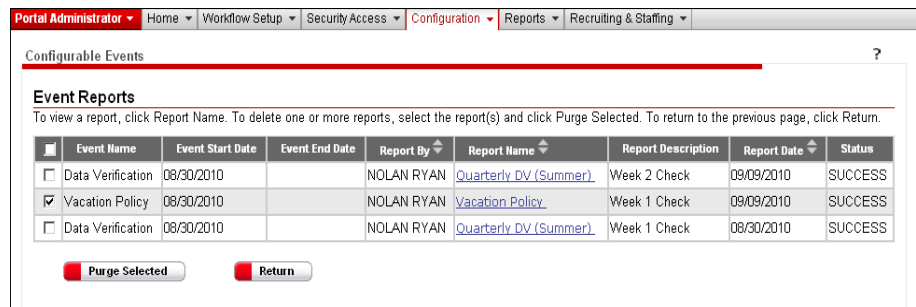 Portal Administrator Home Workflow Setup Security Access Configuration Reports Recruiting & Staffing
Configurable Events ?
Event Reports
To view a report, click Report Name. To delete one or more reports, select the report(s) and click Purge Selected. To return to the previous page, click Return.
Event Name Event Start Date Event End Date Report By Report Name Report Description Report Date Status
Data Verification 08/30/2010 NOLAN RYAN Quarterly DV (Summer) Week 2 Check 09/09/2010 SUCCESS
Vacation Policy 08/30/2010 NOLAN RYAN Vacation Policy Week 1 Check 09/09/2010 SUCCESS
Data Verification 08/30/2010 NOLAN RYAN Quarterly DV (Summer) Week 1 Check 08/30/2010 SUCCESS
Purge Selected Return